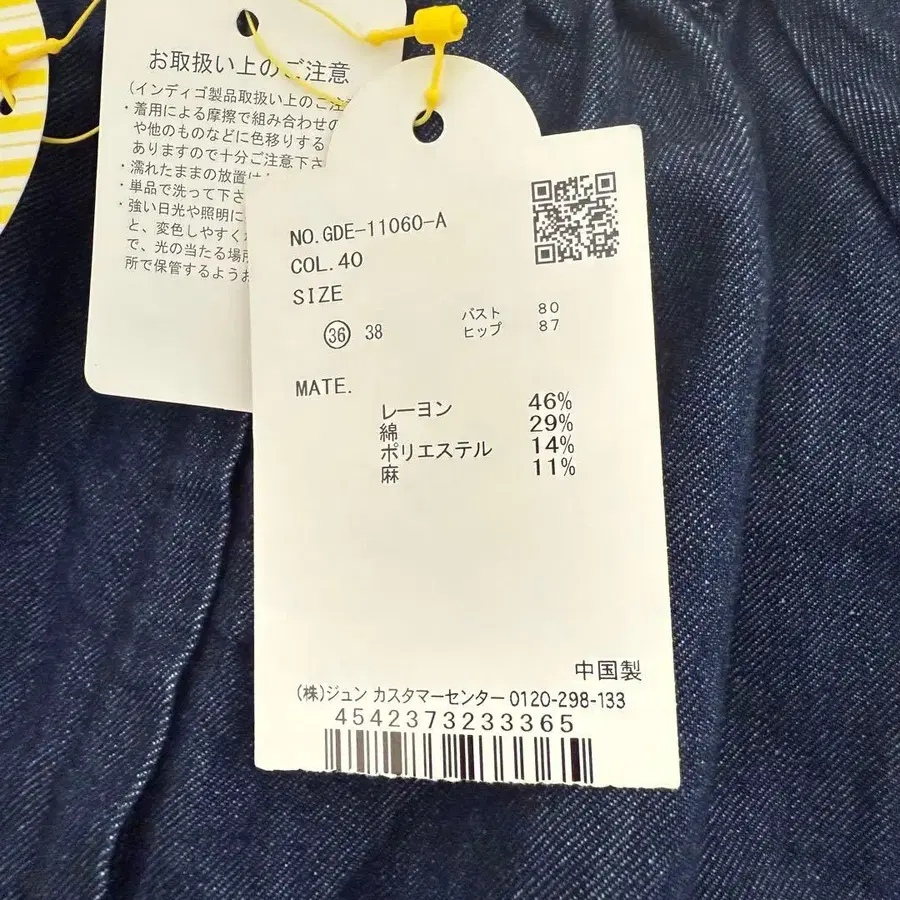 お取扱い上のご注意
(インディゴ製品取扱い上のご注
・着用による摩擦で組み合わせの
や他のものなどに色移りする
ありますので十分ご注意下さ
・濡れたままの放置は
・単品で洗って下さ
・強い日光や照明に
と、変色しやすく
で、光の当たる場所
所で保管するようお
NO.GDE-11060-A
COL.40
SIZE
36 38
バスト 80
ヒップ 87
MATE.
レーヨン 46%
綿 29%
ポリエステル 14%
麻 11%
中国製
(株)ジュン カスタマーセンター 0120-298-133
4542373233365